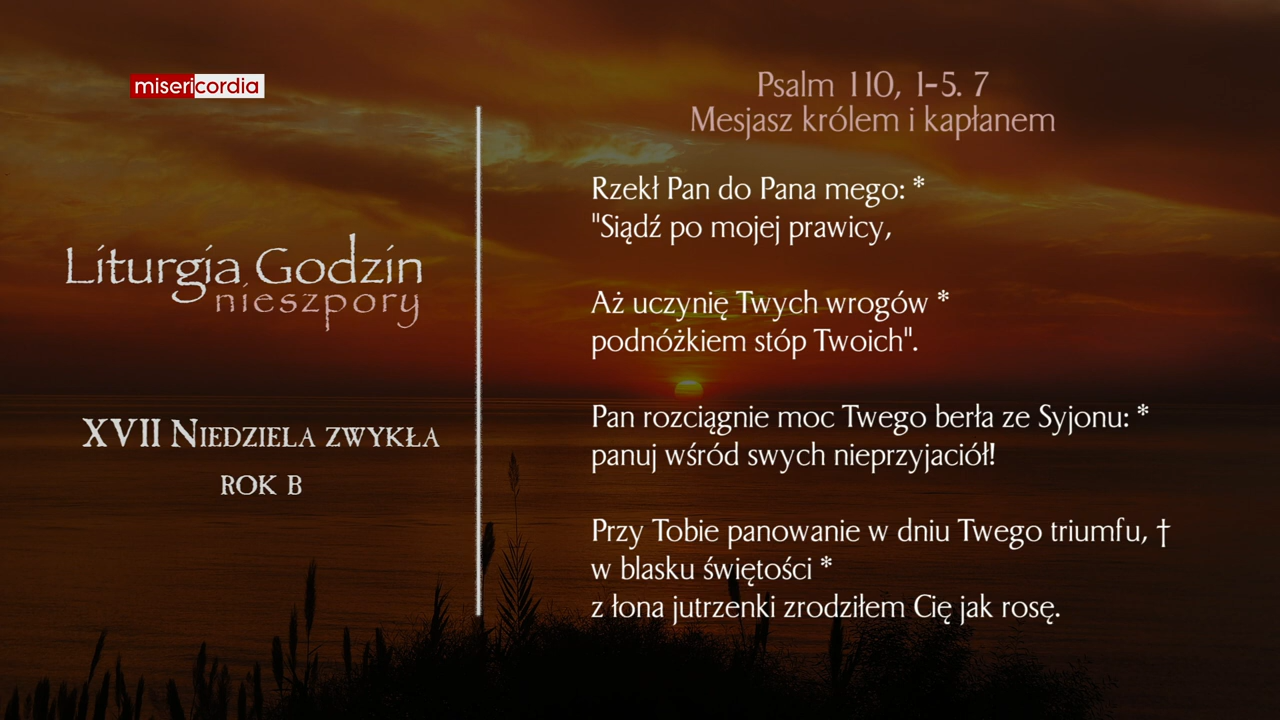 misericordia
Liturgia Godzin
nieszpory
XVII Niedziela zwykła
rok B
Psalm 110, 1-5. 7
Mesjasz królem i kapłanem
Rzekł Pan do Pana mego: *
"Siądź po mojej prawicy,
Aż uczynię Twych wrogów *
podnóżkiem stóp Twoich".
Pan rozciągnie moc Twego berła ze Syjonu: *
panuj wśród swych nieprzyjaciół!
Przy Tobie panowanie w dniu Twego triumfu, †
w blasku świętości *
z łona jutrzenki zrodziłem Cię jak rosę.